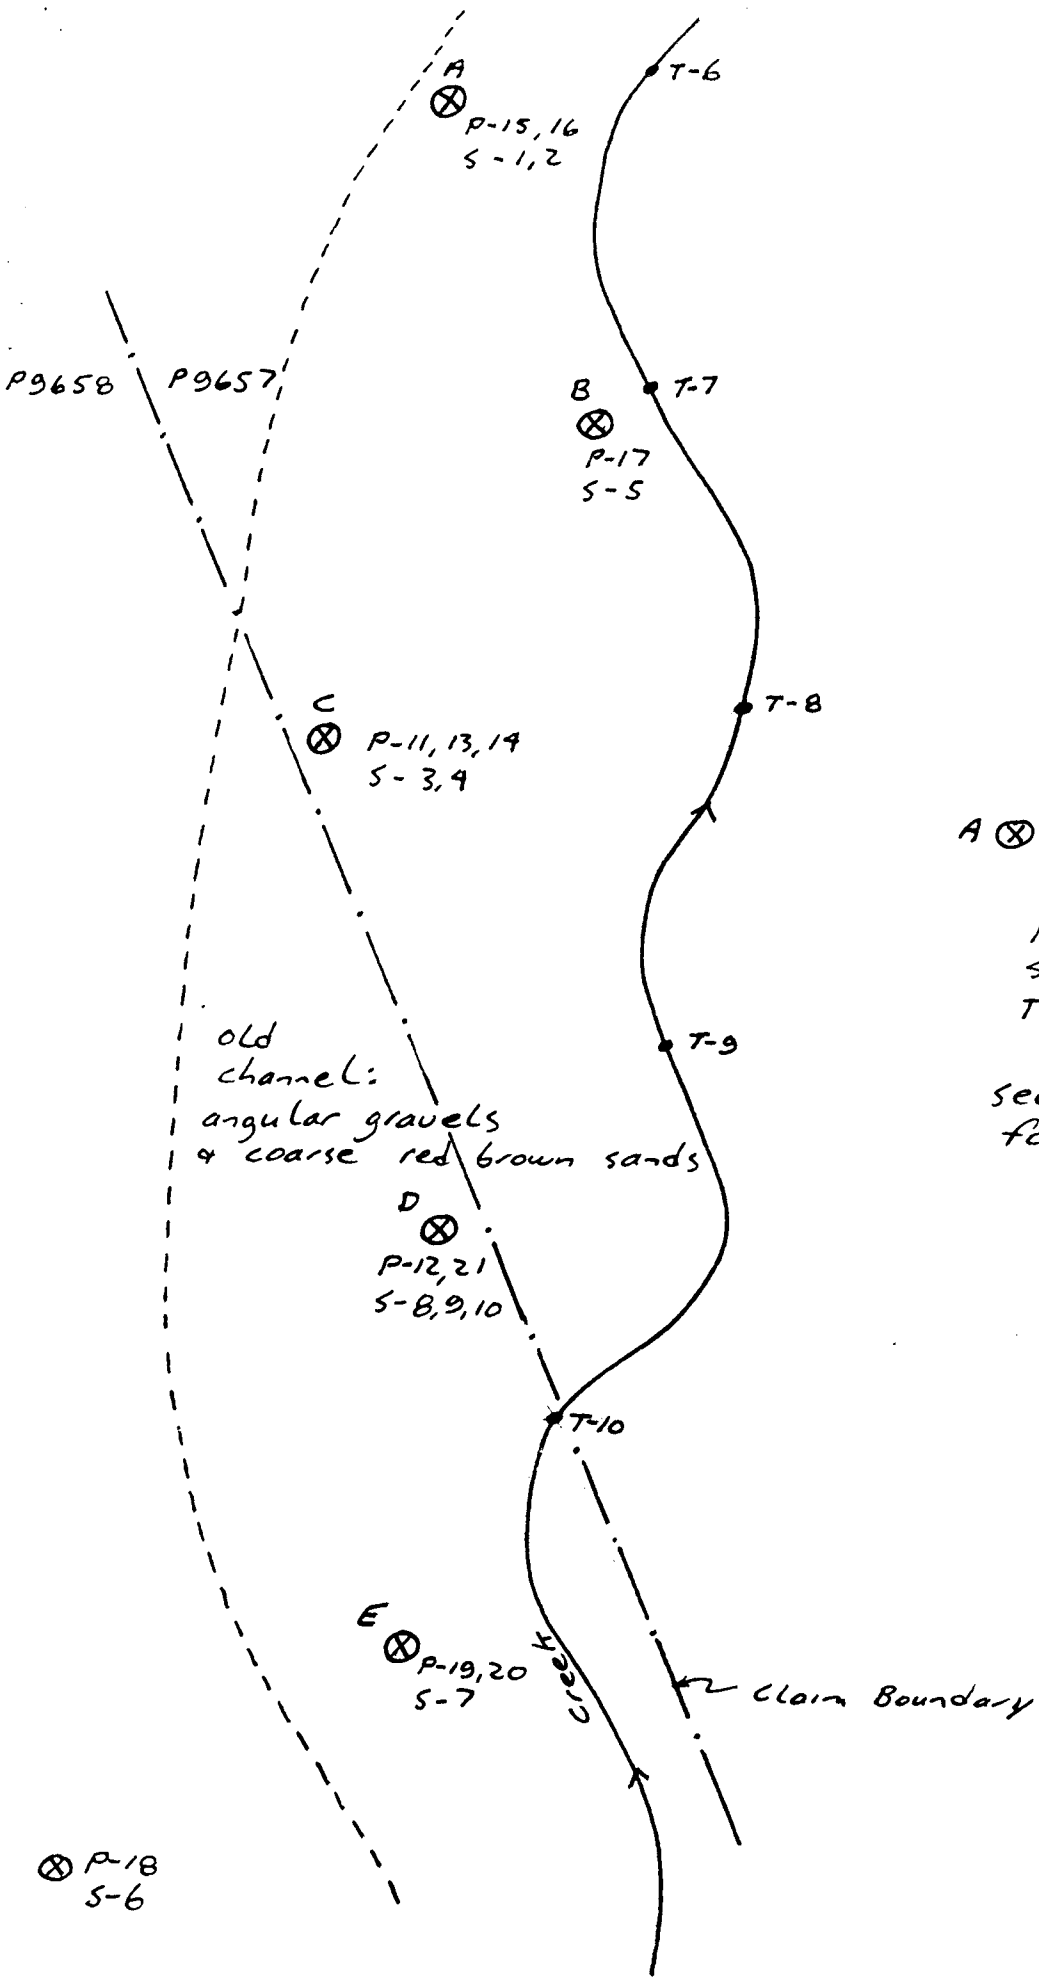 T-6
A
P-15, 16
S-1, 2
P9658
P9657
T-7
B
P-17
S-5
T-8
C
P-11, 13, 14
S-3, 4
A
T-9
old
channel:
angular gravels
& coarse red brown sands
D
P-12, 21
S-8, 9, 10
T-10
E
P-19, 20
S-7
Creek
Claim Boundary
P-18
S-6